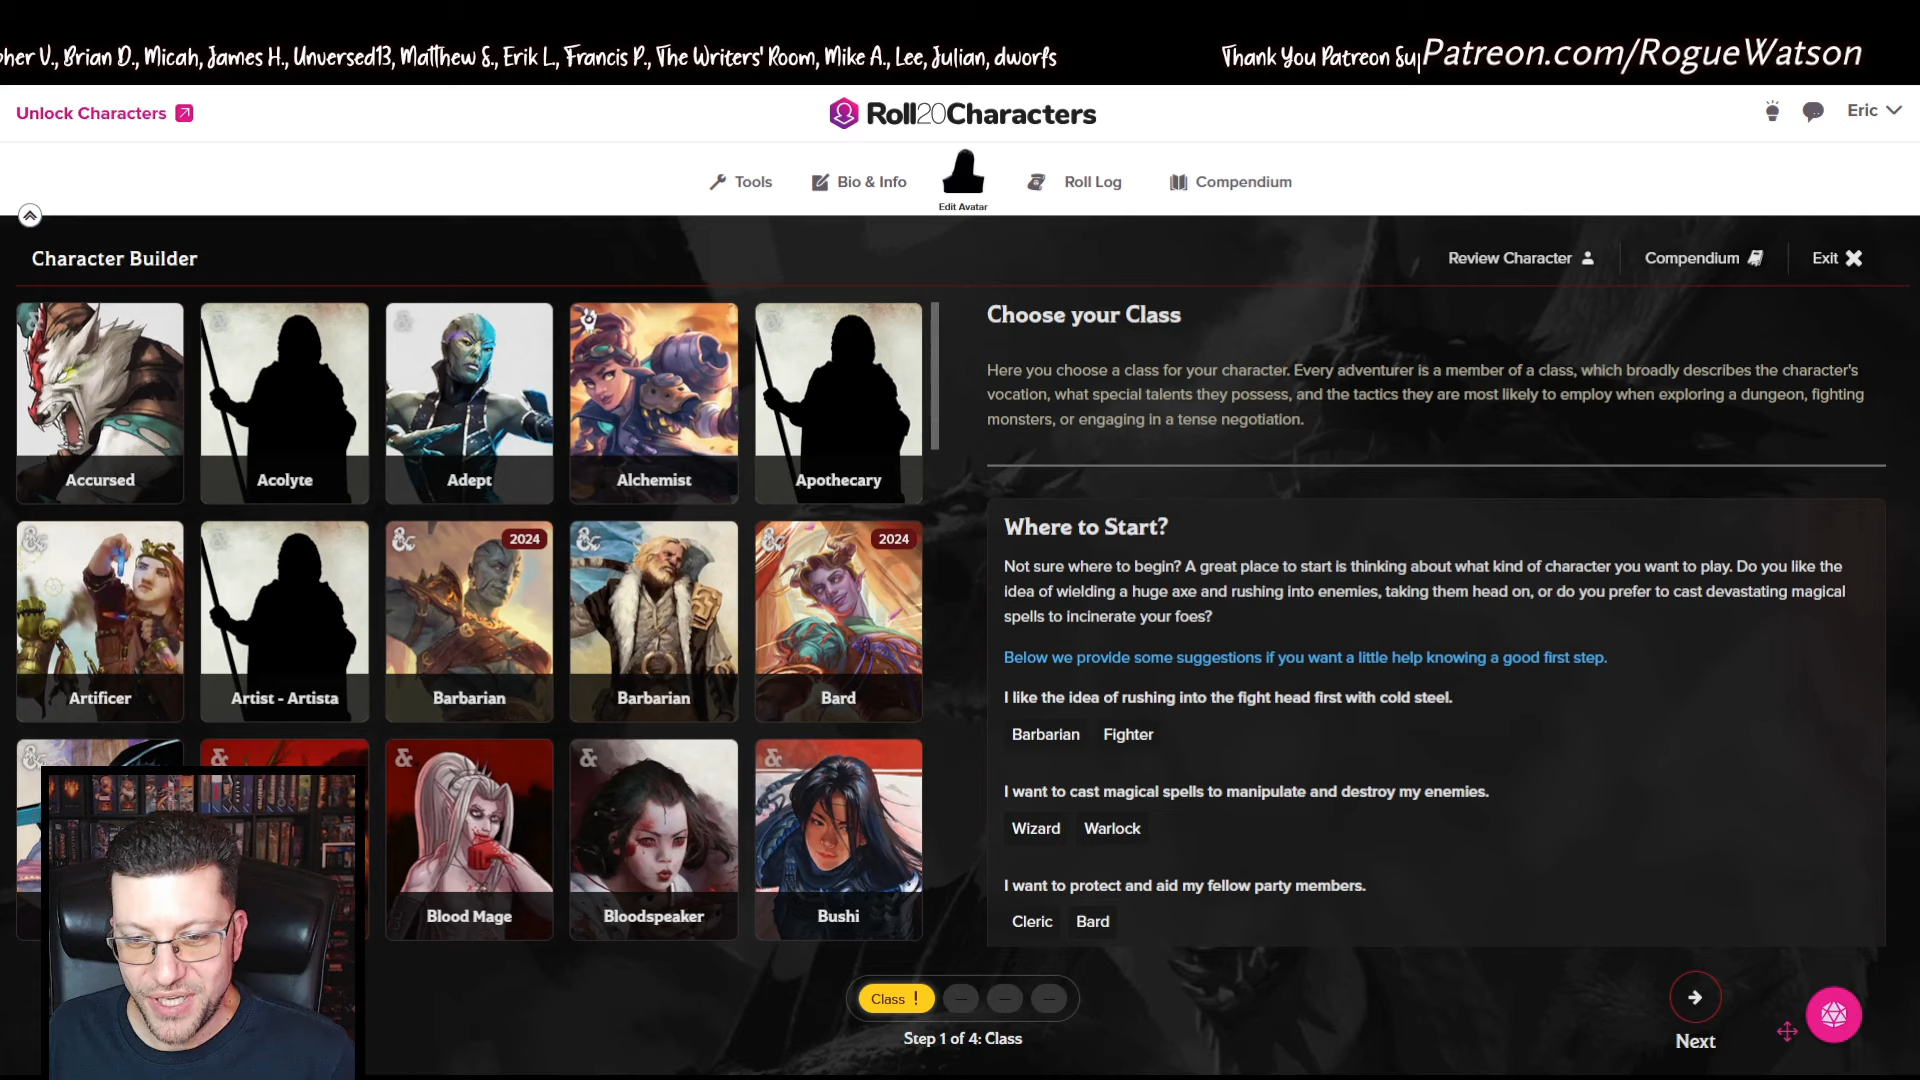 her V., Brian D., Micah, James H., Unversed13, Matthew S., Erik L., Francis P., The Writers' Room, Mike A., Lee, Julian, dworfs
Thank You Patreon Su
Patreon.com/RogueWatson
Unlock Characters
Roll20Characters
Eric
Tools
Bio & Info
Edit Avatar
Roll Log
Compendium
Character Builder
Review Character
Compendium
Exit
Accursed
Acolyte
Adept
Alchemist
Apothecary
Artificer
Artist - Artista
2024
Barbarian
Barbarian
2024
Bard
Blood Mage
Bloodspeaker
Bushi
Choose your Class
Here you choose a class for your character. Every adventurer is a member of a class, which broadly describes the character's
vocation, what special talents they possess, and the tactics they are most likely to employ when exploring a dungeon, fighting
monsters, or engaging in a tense negotiation.
Where to Start?
Not sure where to begin? A great place to start is thinking about what kind of character you want to play. Do you like the
idea of wielding a huge axe and rushing into enemies, taking them head on, or do you prefer to cast devastating magical
spells to incinerate your foes?
Below we provide some suggestions if you want a little help knowing a good first step.
I like the idea of rushing into the fight head first with cold steel.
Barbarian Fighter
I want to cast magical spells to manipulate and destroy my enemies.
Wizard Warlock
I want to protect and aid my fellow party members.
Cleric Bard
Class !
Step 1 of 4: Class
Next